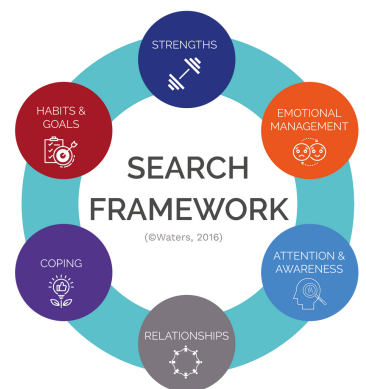 STRENGTHS
EMOTIONAL
MANAGEMENT
ATTENTION &
AWARENESS
RELATIONSHIPS
COPING
HABITS &
GOALS
SEARCH
FRAMEWORK
(©Waters, 2016)